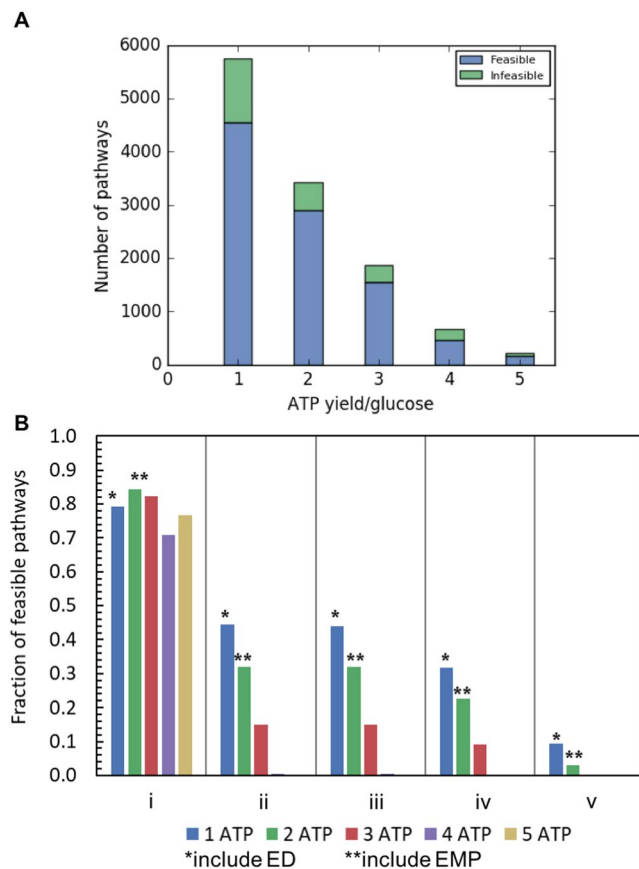 A
6000
5000
4000
3000
2000
1000
0
Number of pathways
Feasible
Infeasible
0 1 2 3 4 5
ATP yield/glucose
B
1.0
0.9
0.8
0.7
0.6
0.5
0.4
0.3
0.2
0.1
0.0
Fraction of feasible pathways
* **
* **
* **
* **
* **
i ii iii iv v
1 ATP 2 ATP 3 ATP 4 ATP 5 ATP
*include ED **include EMP